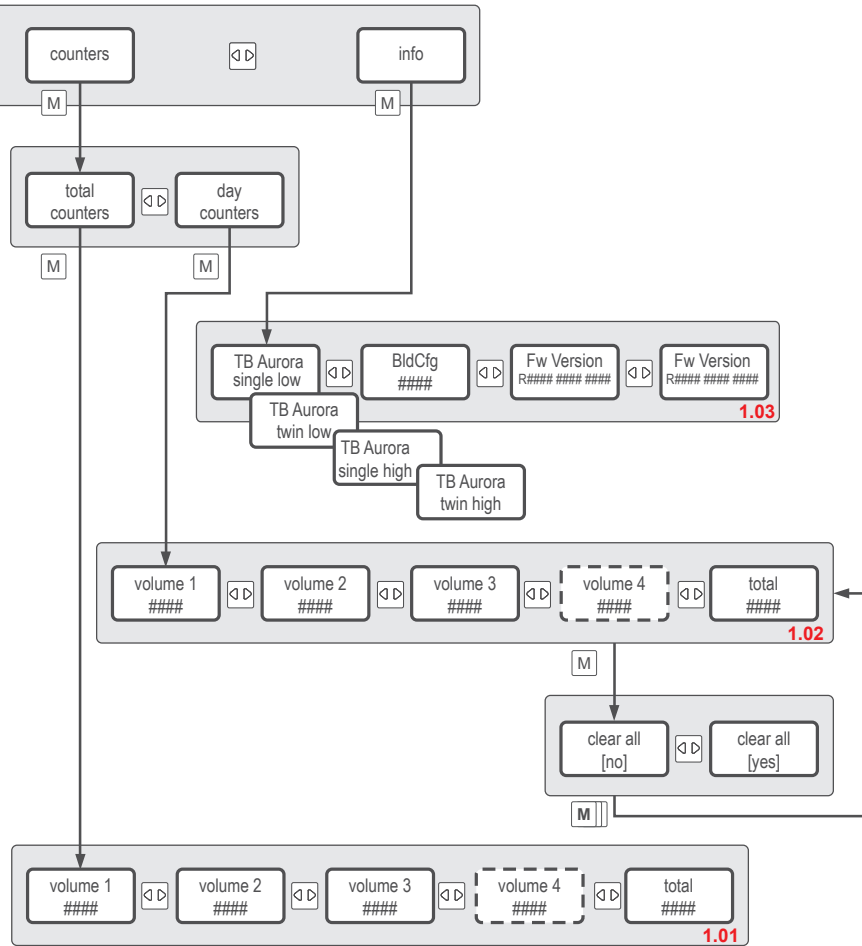 counters
info
M
M
total
counters
day
counters
M
M
TB Aurora
single low
BldCfg
####
Fw Version
R#### #### ####
Fw Version
R#### #### ####
1.03
TB Aurora
twin low
TB Aurora
single high
TB Aurora
twin high
volume 1
####
volume 2
####
volume 3
####
volume 4
####
total
####
1.02
M
clear all
[no]
clear all
[yes]
M
volume 1
####
volume 2
####
volume 3
####
volume 4
####
total
####
1.01